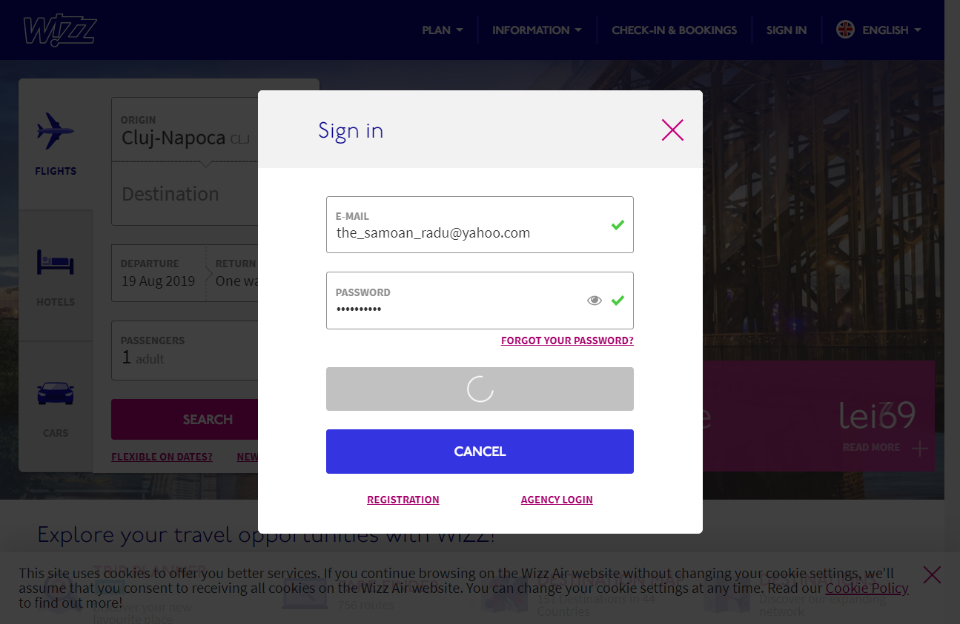 WIZZ
PLAN
INFORMATION
CHECK-IN & BOOKINGS
SIGN IN
ENGLISH
ORIGIN
Cluj-Napoca CLJ
FLIGHTS
Destination
DEPARTURE
RETURN
19 Aug 2019
One wa
HOTELS
PASSENGERS
1 adult
CARS
SEARCH
FLEXIBLE ON DATES?
NEW
Sign in
E-MAIL
the_samoan_radu@yahoo.com
PASSWORD
••••••••••
FORGOT YOUR PASSWORD?
CANCEL
REGISTRATION
AGENCY LOGIN
lei69
READ MORE
Explore your travel opportunities with WIZZ!
This site uses cookies to offer you better services. If you continue browsing on the Wizz Air website without changing your cookie settings, we'll
assume that you consent to receiving all cookies on the Wizz Air website. You can change your cookie settings at any time. Read our Cookie Policy
to find out more!